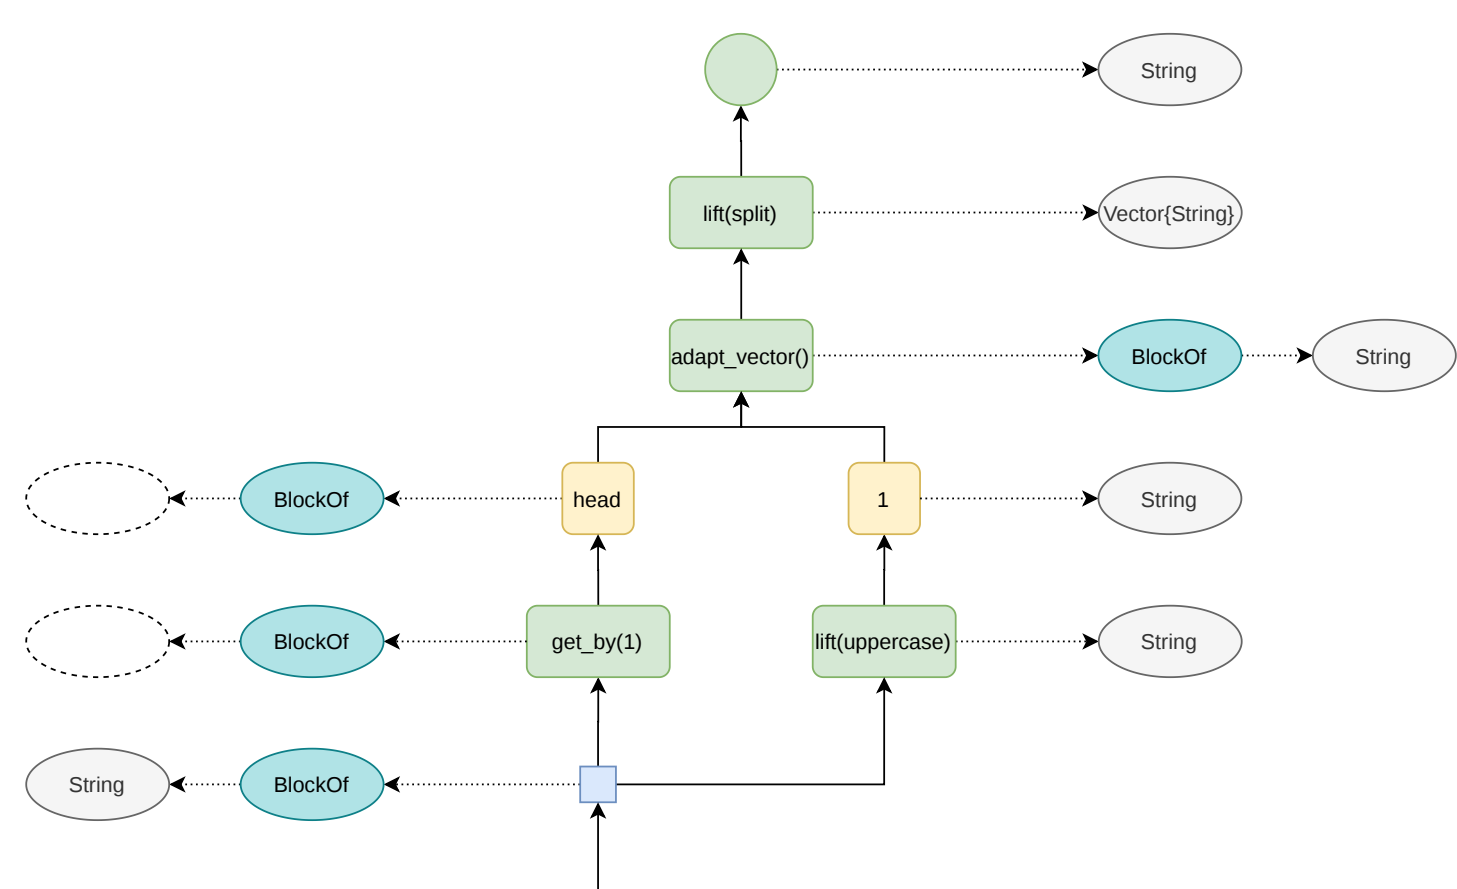 String
lift(split)
Vector{String}
adapt_vector()
BlockOf
String
BlockOf
head
1
String
BlockOf
get_by(1)
lift(uppercase)
String
String
BlockOf